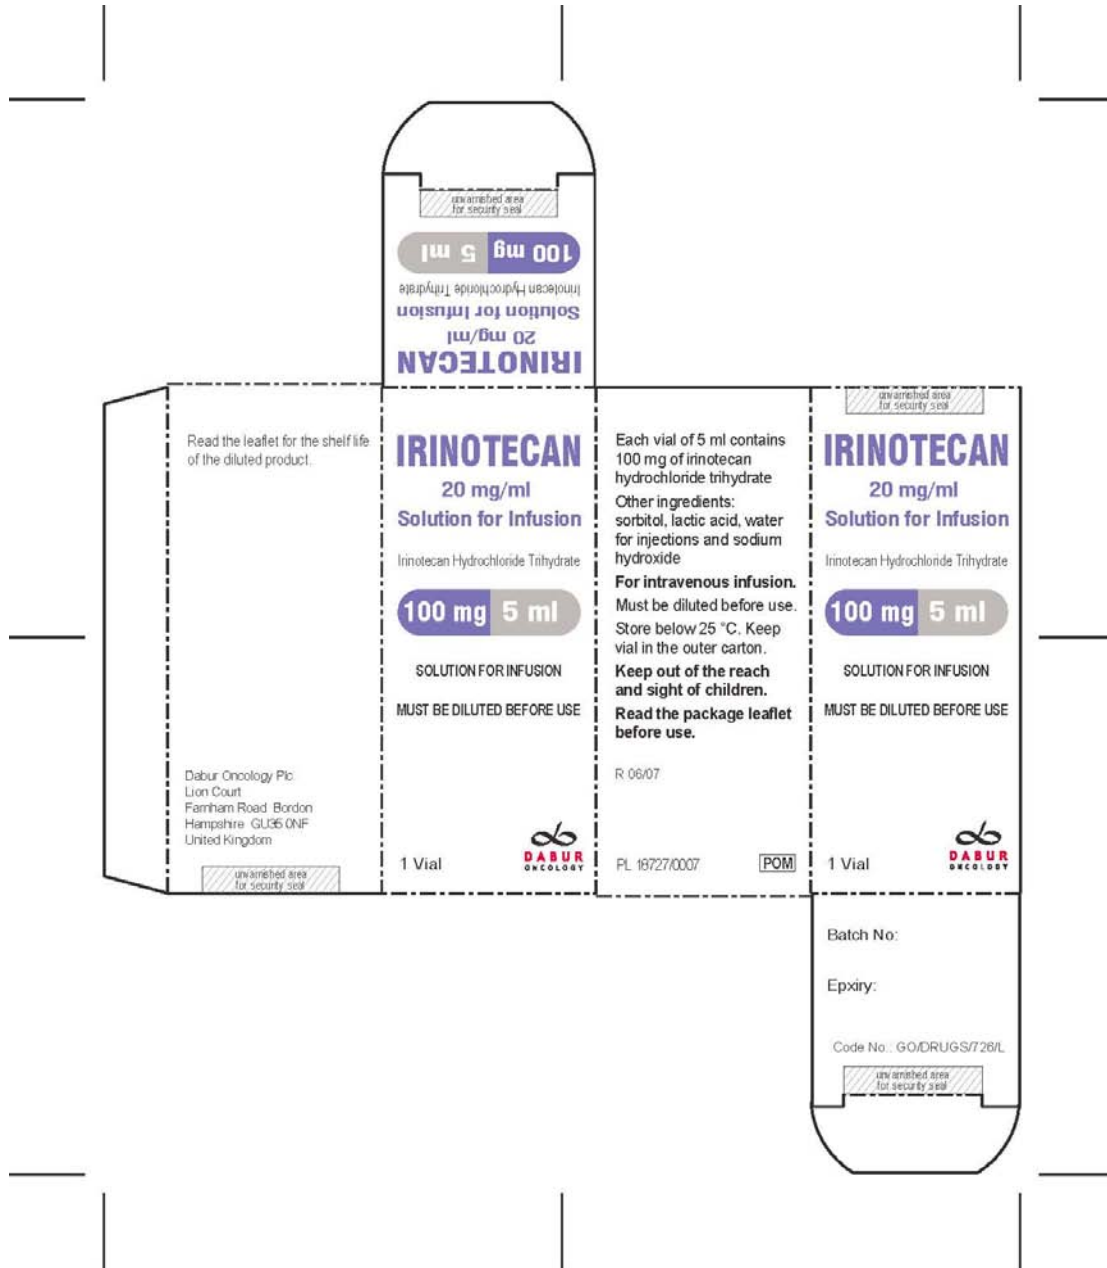 unvarnished area
for security seal
100 mg 5 ml
Irinotecan Hydrochloride Trihydrate
Solution for Infusion
20 mg/ml
IRINOTECAN
Read the leaflet for the shelf life
of the diluted product.
Dabur Oncology Plc
Lion Court
Farnham Road Bordon
Hampshire GU35 0NF
United Kingdom
unvarnished area
for security seal
IRINOTECAN
20 mg/ml
Solution for Infusion
Irinotecan Hydrochloride Trihydrate
100 mg 5 ml
SOLUTION FOR INFUSION
MUST BE DILUTED BEFORE USE
1 Vial
DABUR
ONCOLOGY
Each vial of 5 ml contains
100 mg of irinotecan
hydrochloride trihydrate
Other ingredients:
sorbitol, lactic acid, water
for injections and sodium
hydroxide
For intravenous infusion.
Must be diluted before use.
Store below 25 °C. Keep
vial in the outer carton.
Keep out of the reach
and sight of children.
Read the package leaflet
before use.
R 06/07
PL 18727/0007
POM
unvarnished area
for security seal
IRINOTECAN
20 mg/ml
Solution for Infusion
Irinotecan Hydrochloride Trihydrate
100 mg 5 ml
SOLUTION FOR INFUSION
MUST BE DILUTED BEFORE USE
1 Vial
DABUR
ONCOLOGY
Batch No:
Epxiry:
Code No.: GO/DRUGS/726/L
unvarnished area
for security seal